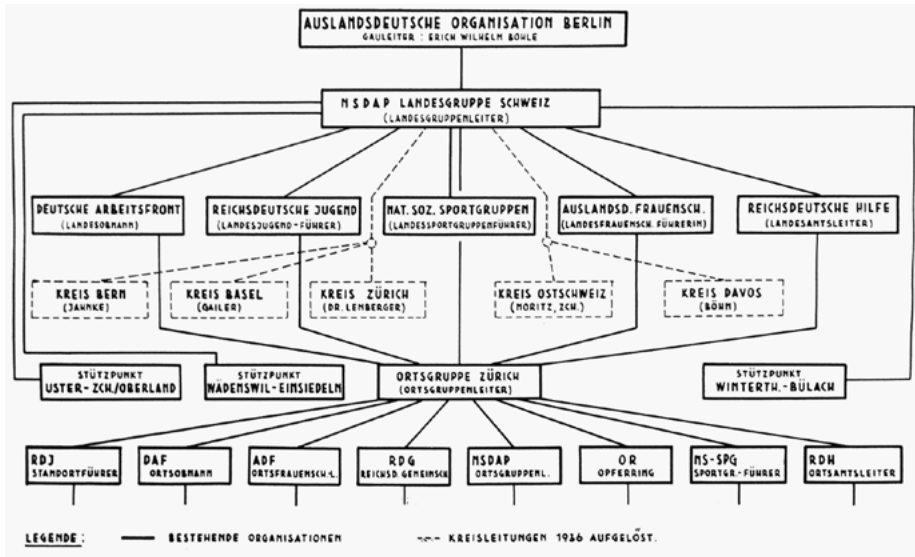 AUSLANDSDEUTSCHE ORGANISATION BERLIN
GAULEITER : ERICH WILHELM BOHLE
NSDAP LANDESGRUPPE SCHWEIZ
(LANDESGRUPPENLEITER)
DEUTSCHE ARBEITSFRONT
(LANDESOBMANN)
REICHSDEUTSCHE JUGEND
(LANDESJUGEND-FÜHRER)
NAT. SOZ. SPORTGRUPPEN
(LANDESSPORTGRUPPENFÜHRER)
AUSLANDSD. FRAUENSCH.
(LANDESFRAUENSCH. FÜHRERIN)
REICHSDEUTSCHE HILFE
(LANDESAMTSLEITER)
KREIS BERN
(JAHNKE)
KREIS BASEL
(GAILER)
KREIS ZÜRICH
(DR. LEMBERGER)
KREIS OSTSCHWEIZ
(MORITZ, ZCH.)
KREIS DAVOS
(BÖHM)
STÜTZPUNKT
USTER-ZCH./OBERLAND
STÜTZPUNKT
WÄDENSWIL-EINSIEDELN
ORTSGRUPPE ZÜRICH
(ORTSGRUPPENLEITER)
STÜTZPUNKT
WINTERTH.-BÜLACH
RDJ
STANDORTFÜHRER
DAF
ORTSOBMANN
ADF
ORTSFRAUENSCH.-L.
RDG
REICHSD. GEMEINSCH.
NSDAP
ORTSGRUPPENL.
OR
OPFERRING
NS-SPG
SPORTGR.-FÜHRER
RDH
ORTSAMTSLEITER
LEGENDE : BESTEHENDE ORGANISATIONEN KREISLEITUNGEN 1936 AUFGELÖST.